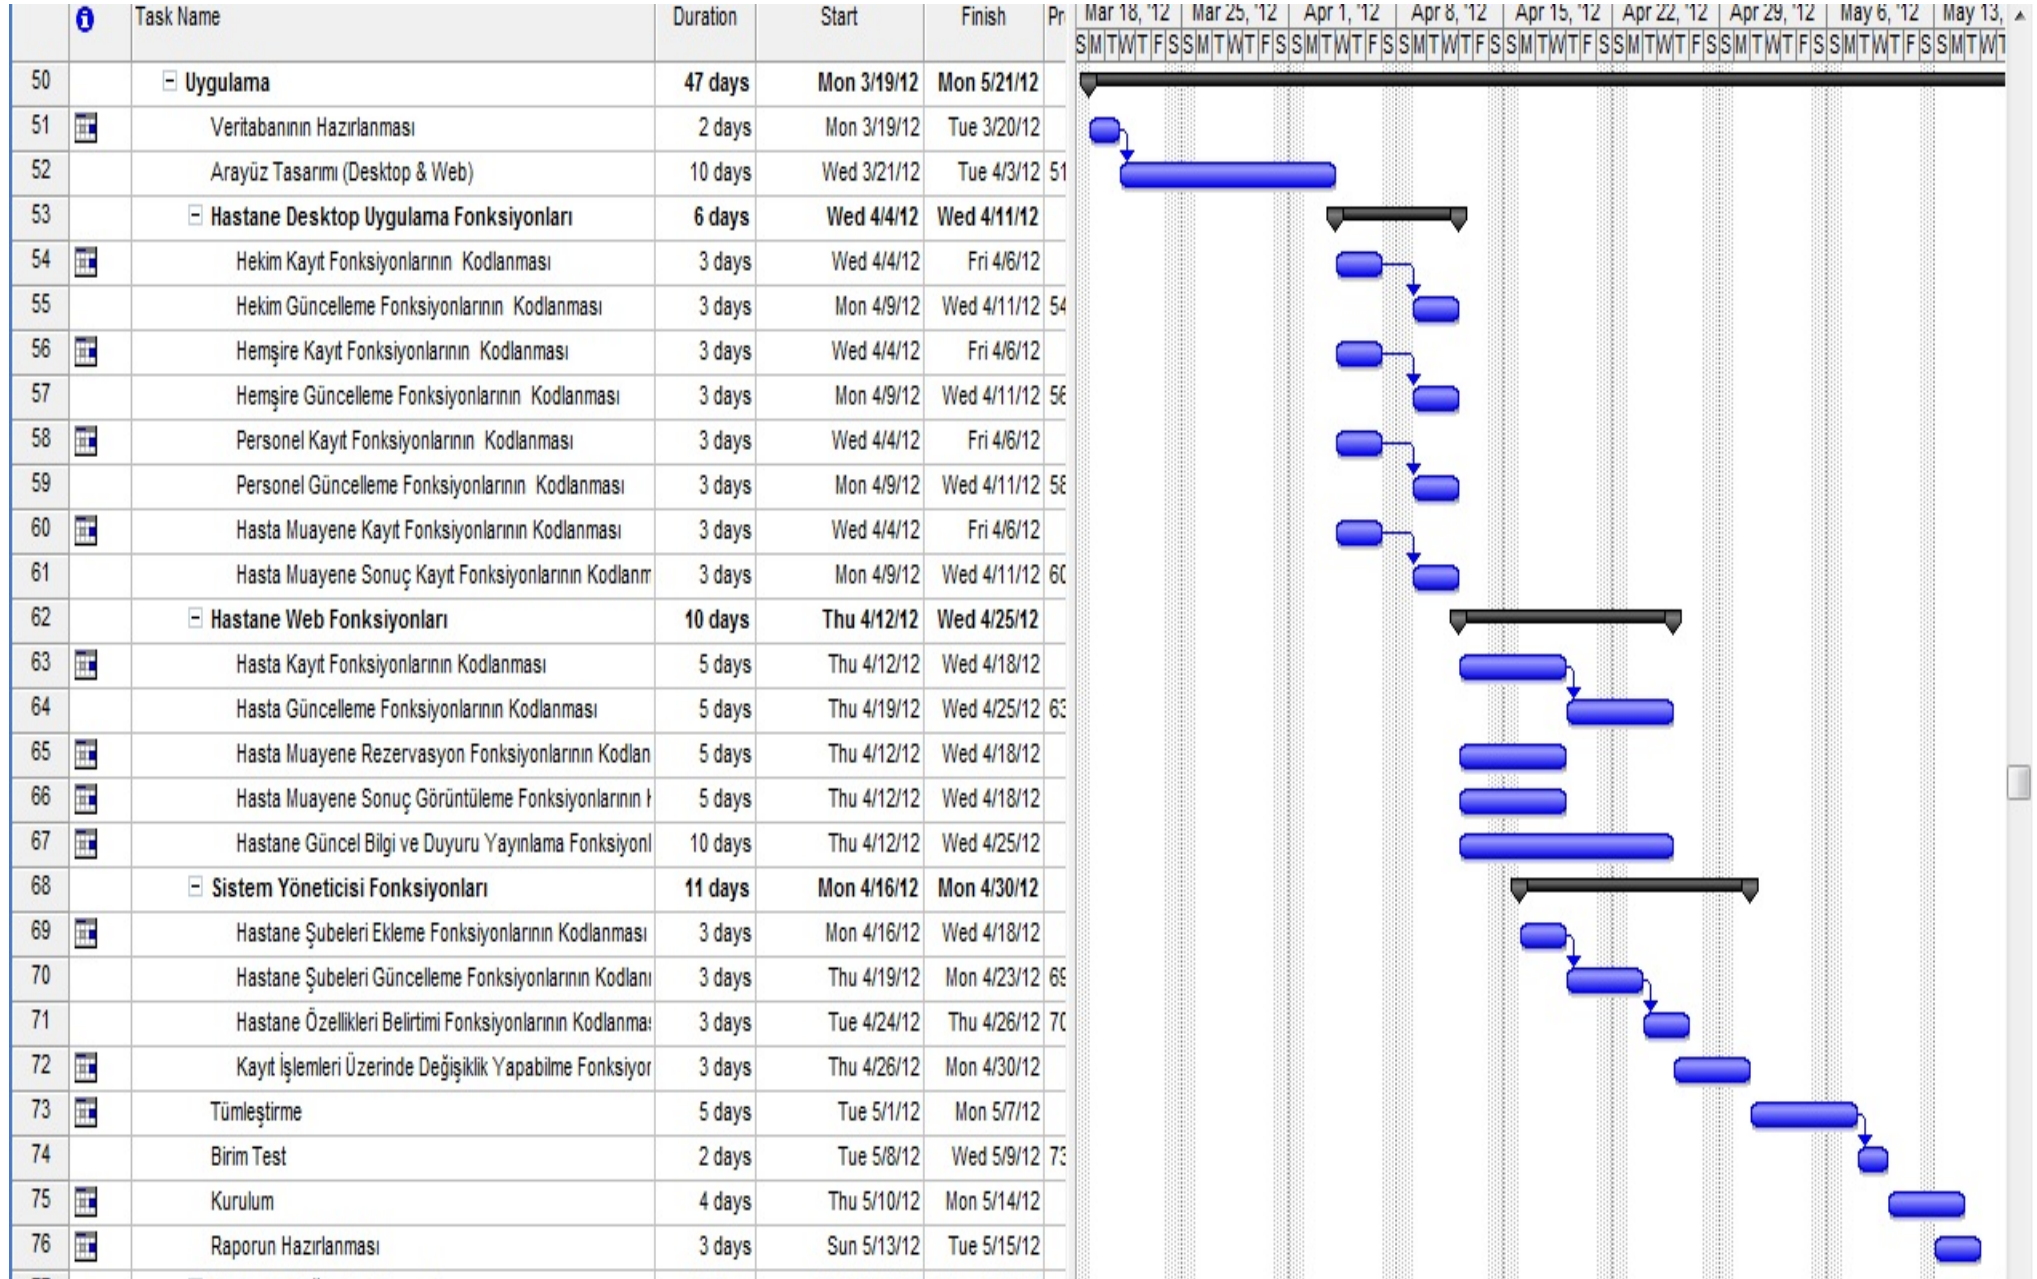 Task Name Duration Start Finish Pr Mar 18, '12 Mar 25, '12 Apr 1, '12 Apr 8, '12 Apr 15, '12 Apr 22, '12 Apr 29, '12 May 6, '12 May 13,
S M T W T F S S M T W T F S S M T W T F S S M T W T F S S M T W T F S S M T W T F S S M T W T F S S M T W T F S S M T W T
50 Uygulama 47 days Mon 3/19/12 Mon 5/21/12
51 Veritabanının Hazırlanması 2 days Mon 3/19/12 Tue 3/20/12
52 Arayüz Tasarımı (Desktop & Web) 10 days Wed 3/21/12 Tue 4/3/12 51
53 Hastane Desktop Uygulama Fonksiyonları 6 days Wed 4/4/12 Wed 4/11/12
54 Hekim Kayıt Fonksiyonlarının Kodlanması 3 days Wed 4/4/12 Fri 4/6/12
55 Hekim Güncelleme Fonksiyonlarının Kodlanması 3 days Mon 4/9/12 Wed 4/11/12 54
56 Hemşire Kayıt Fonksiyonlarının Kodlanması 3 days Wed 4/4/12 Fri 4/6/12
57 Hemşire Güncelleme Fonksiyonlarının Kodlanması 3 days Mon 4/9/12 Wed 4/11/12 56
58 Personel Kayıt Fonksiyonlarının Kodlanması 3 days Wed 4/4/12 Fri 4/6/12
59 Personel Güncelleme Fonksiyonlarının Kodlanması 3 days Mon 4/9/12 Wed 4/11/12 58
60 Hasta Muayene Kayıt Fonksiyonlarının Kodlanması 3 days Wed 4/4/12 Fri 4/6/12
61 Hasta Muayene Sonuç Kayıt Fonksiyonlarının Kodlanm 3 days Mon 4/9/12 Wed 4/11/12 60
62 Hastane Web Fonksiyonları 10 days Thu 4/12/12 Wed 4/25/12
63 Hasta Kayıt Fonksiyonlarının Kodlanması 5 days Thu 4/12/12 Wed 4/18/12
64 Hasta Güncelleme Fonksiyonlarının Kodlanması 5 days Thu 4/19/12 Wed 4/25/12 63
65 Hasta Muayene Rezervasyon Fonksiyonlarının Kodlan 5 days Thu 4/12/12 Wed 4/18/12
66 Hasta Muayene Sonuç Görüntüleme Fonksiyonlarının 5 days Thu 4/12/12 Wed 4/18/12
67 Hastane Güncel Bilgi ve Duyuru Yayınlama Fonksiyonl 10 days Thu 4/12/12 Wed 4/25/12
68 Sistem Yöneticisi Fonksiyonları 11 days Mon 4/16/12 Mon 4/30/12
69 Hastane Şubeleri Ekleme Fonksiyonlarının Kodlanması 3 days Mon 4/16/12 Wed 4/18/12
70 Hastane Şubeleri Güncelleme Fonksiyonlarının Kodlanı 3 days Thu 4/19/12 Mon 4/23/12 69
71 Hastane Özellikleri Belirtimi Fonksiyonlarının Kodlanmas 3 days Tue 4/24/12 Thu 4/26/12 70
72 Kayıt İşlemleri Üzerinde Değişiklik Yapabilme Fonksiyor 3 days Thu 4/26/12 Mon 4/30/12
73 Tümleştirme 5 days Tue 5/1/12 Mon 5/7/12
74 Birim Test 2 days Tue 5/8/12 Wed 5/9/12 73
75 Kurulum 4 days Thu 5/10/12 Mon 5/14/12
76 Raporun Hazırlanması 3 days Sun 5/13/12 Tue 5/15/12